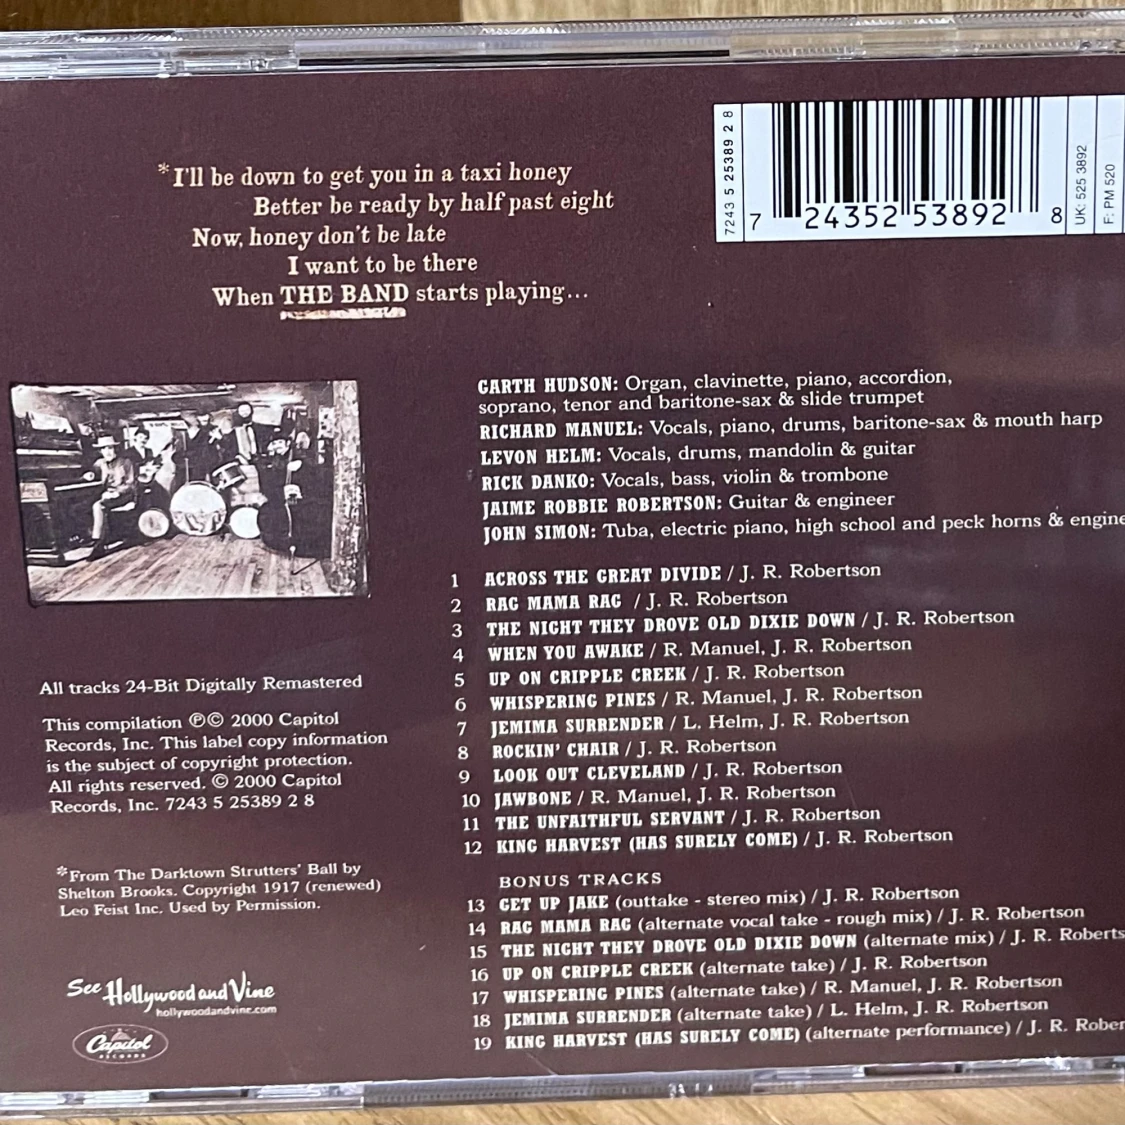 *I'll be down to get you in a taxi honey
Better be ready by half past eight
Now, honey don't be late
I want to be there
When THE BAND starts playing...
7243 5 25389 2 8
7 24352 53892 8
UK: 525 3892
F: PM 520
GARTH HUDSON: Organ, clavinette, piano, accordion,
soprano, tenor and baritone-sax & slide trumpet
RICHARD MANUEL: Vocals, piano, drums, baritone-sax & mouth harp
LEVON HELM: Vocals, drums, mandolin & guitar
RICK DANKO: Vocals, bass, violin & trombone
JAIME ROBBIE ROBERTSON: Guitar & engineer
JOHN SIMON: Tuba, electric piano, high school and peck horns & engine
1 ACROSS THE GREAT DIVIDE / J. R. Robertson
2 RAG MAMA RAG / J. R. Robertson
3 THE NIGHT THEY DROVE OLD DIXIE DOWN / J. R. Robertson
4 WHEN YOU AWAKE / R. Manuel, J. R. Robertson
5 UP ON CRIPPLE CREEK / J. R. Robertson
6 WHISPERING PINES / R. Manuel, J. R. Robertson
7 JEMIMA SURRENDER / L. Helm, J. R. Robertson
8 ROCKIN' CHAIR / J. R. Robertson
9 LOOK OUT CLEVELAND / J. R. Robertson
10 JAWBONE / R. Manuel, J. R. Robertson
11 THE UNFAITHFUL SERVANT / J. R. Robertson
12 KING HARVEST (HAS SURELY COME) / J. R. Robertson
BONUS TRACKS
13 GET UP JAKE (outtake - stereo mix) / J. R. Robertson
14 RAG MAMA RAG (alternate vocal take - rough mix) / J. R. Robertson
15 THE NIGHT THEY DROVE OLD DIXIE DOWN (alternate mix) / J. R. Roberts
16 UP ON CRIPPLE CREEK (alternate take) / J. R. Robertson
17 WHISPERING PINES (alternate take) / R. Manuel, J. R. Robertson
18 JEMIMA SURRENDER (alternate take) / L. Helm, J. R. Robertson
19 KING HARVEST (HAS SURELY COME) (alternate performance) / J. R. Rober
All tracks 24-Bit Digitally Remastered
This compilation ℗© 2000 Capitol
Records, Inc. This label copy information
is the subject of copyright protection.
All rights reserved. © 2000 Capitol
Records, Inc. 7243 5 25389 2 8
*From The Darktown Strutters' Ball by
Shelton Brooks. Copyright 1917 (renewed)
Leo Feist Inc. Used by Permission.
See Hollywood and Vine
hollywoodandvine.com
Capitol
RECORDS